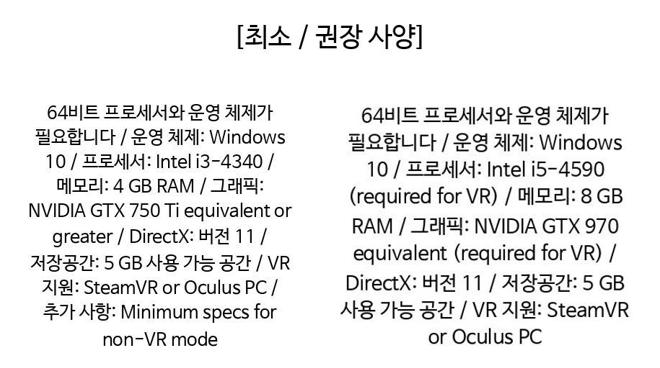 [최소 / 권장 사양]
64비트 프로세서와 운영 체제가
필요합니다 / 운영 체제: Windows
10 / 프로세서: Intel i3-4340 /
메모리: 4 GB RAM / 그래픽:
NVIDIA GTX 750 Ti equivalent or
greater / DirectX: 버전 11 /
저장공간: 5 GB 사용 가능 공간 / VR
지원: SteamVR or Oculus PC /
추가 사항: Minimum specs for
non-VR mode
64비트 프로세서와 운영 체제가
필요합니다 / 운영 체제: Windows
10 / 프로세서: Intel i5-4590
(required for VR) / 메모리: 8 GB
RAM / 그래픽: NVIDIA GTX 970
equivalent (required for VR) /
DirectX: 버전 11 / 저장공간: 5 GB
사용 가능 공간 / VR 지원: SteamVR
or Oculus PC